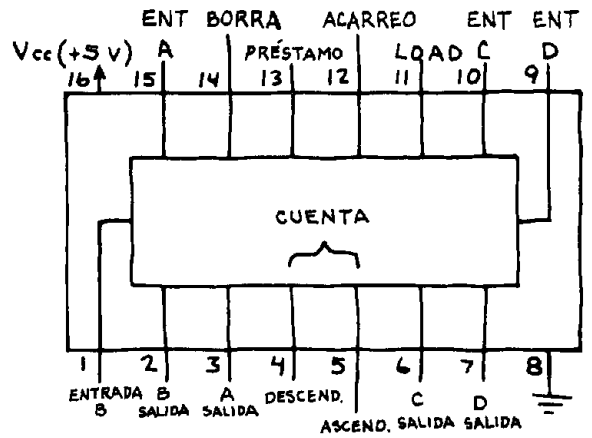 ENT BORRA ACARREO ENT ENT
Vcc (+5 V) A PRÉSTAMO LOAD C D
16 15 14 13 12 11 10 9
CUENTA
1 2 3 4 5 6 7 8
ENTRADA B A DESCEND. C D
B SALIDA SALIDA ASCEND. SALIDA SALIDA